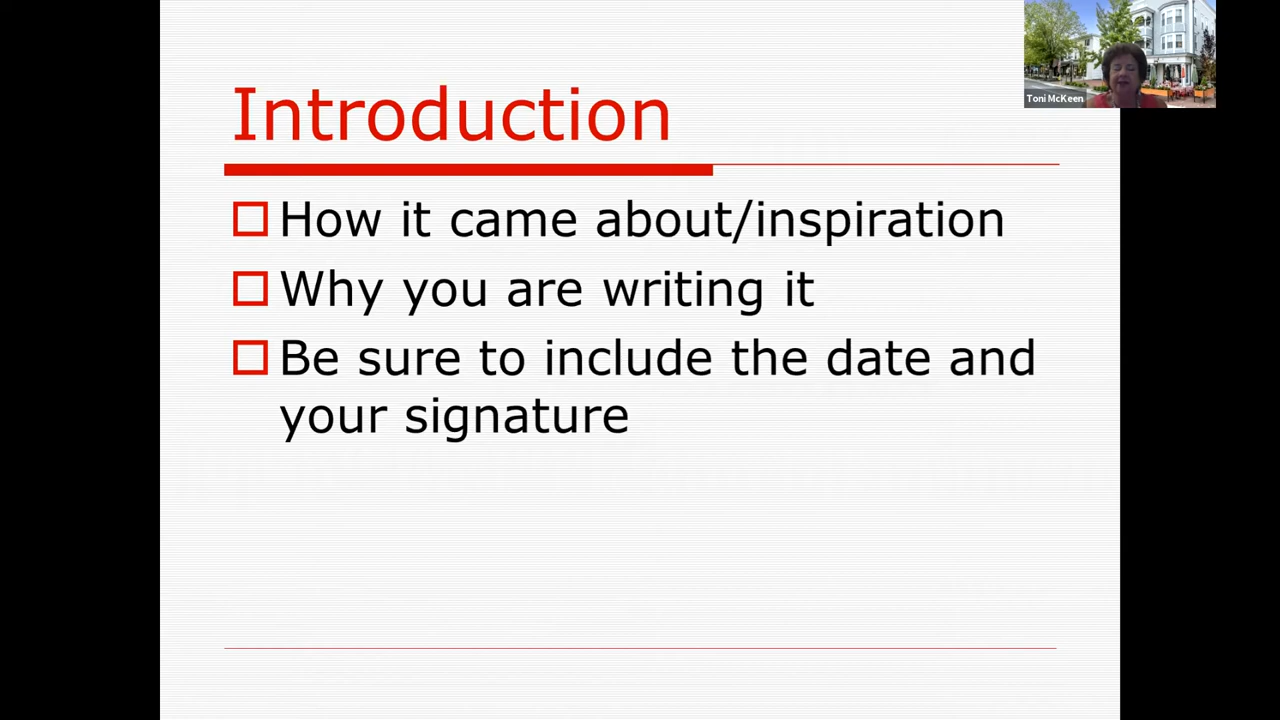 Toni McKeen
Introduction
How it came about/inspiration
Why you are writing it
Be sure to include the date and
your signature